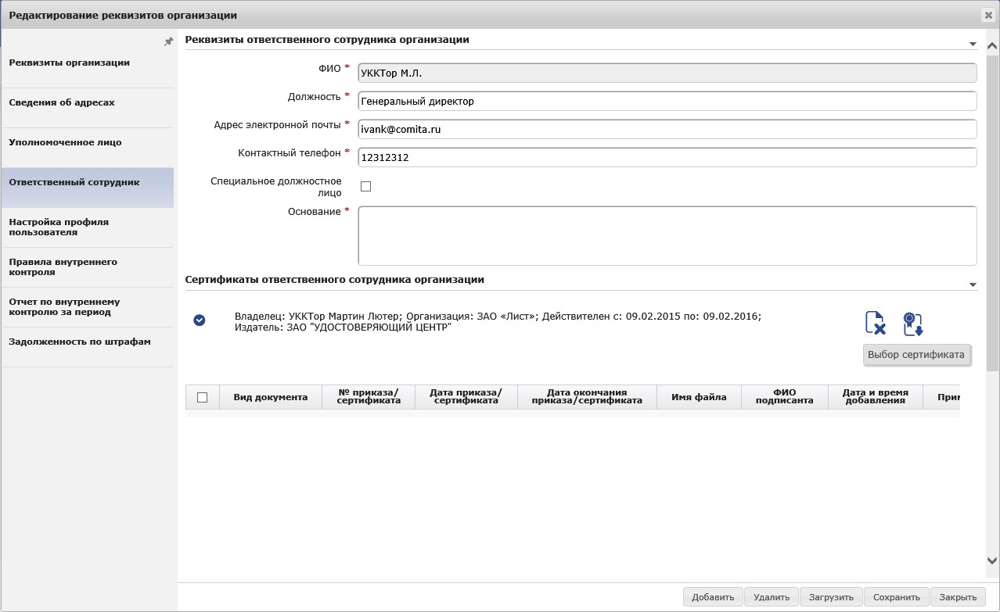 Редактирование реквизитов организации
Реквизиты организации
Сведения об адресах
Уполномоченное лицо
Ответственный сотрудник
Настройка профиля
пользователя
Правила внутреннего
контроля
Отчет по внутреннему
контролю за период
Задолженность по штрафам
Реквизиты ответственного сотрудника организации
ФИО * УККТор М.Л.
Должность * Генеральный директор
Адрес электронной почты * ivank@comita.ru
Контактный телефон * 12312312
Специальное должностное
лицо
Основание *
Сертификаты ответственного сотрудника организации
Владелец: УККТор Мартин Лютер; Организация: ЗАО «Лист»; Действителен с: 09.02.2015 по: 09.02.2016;
Издатель: ЗАО "УДОСТОВЕРЯЮЩИЙ ЦЕНТР"
Выбор сертификата
Вид документа
№ приказа/
сертификата
Дата приказа/
сертификата
Дата окончания
приказа/сертификата
Имя файла
ФИО
подписанта
Дата и время
добавления
Добавить Удалить Загрузить Сохранить Закрыть